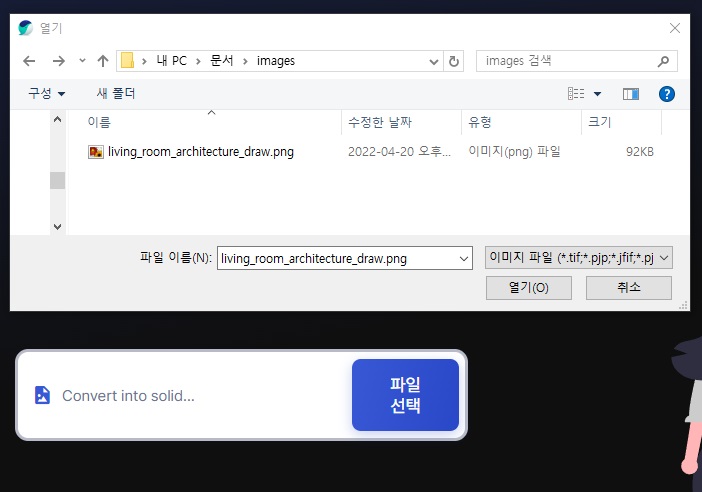 열기
내 PC > 문서 > images
images 검색
구성 새 폴더
이름 수정한 날짜 유형 크기
living_room_architecture_draw.png 2022-04-20 오후... 이미지(png) 파일 92KB
파일 이름(N): living_room_architecture_draw.png 이미지 파일 (*.tif;*.pjp;*.jfif;*.pj
열기(O) 취소
Convert into solid...
파일
선택